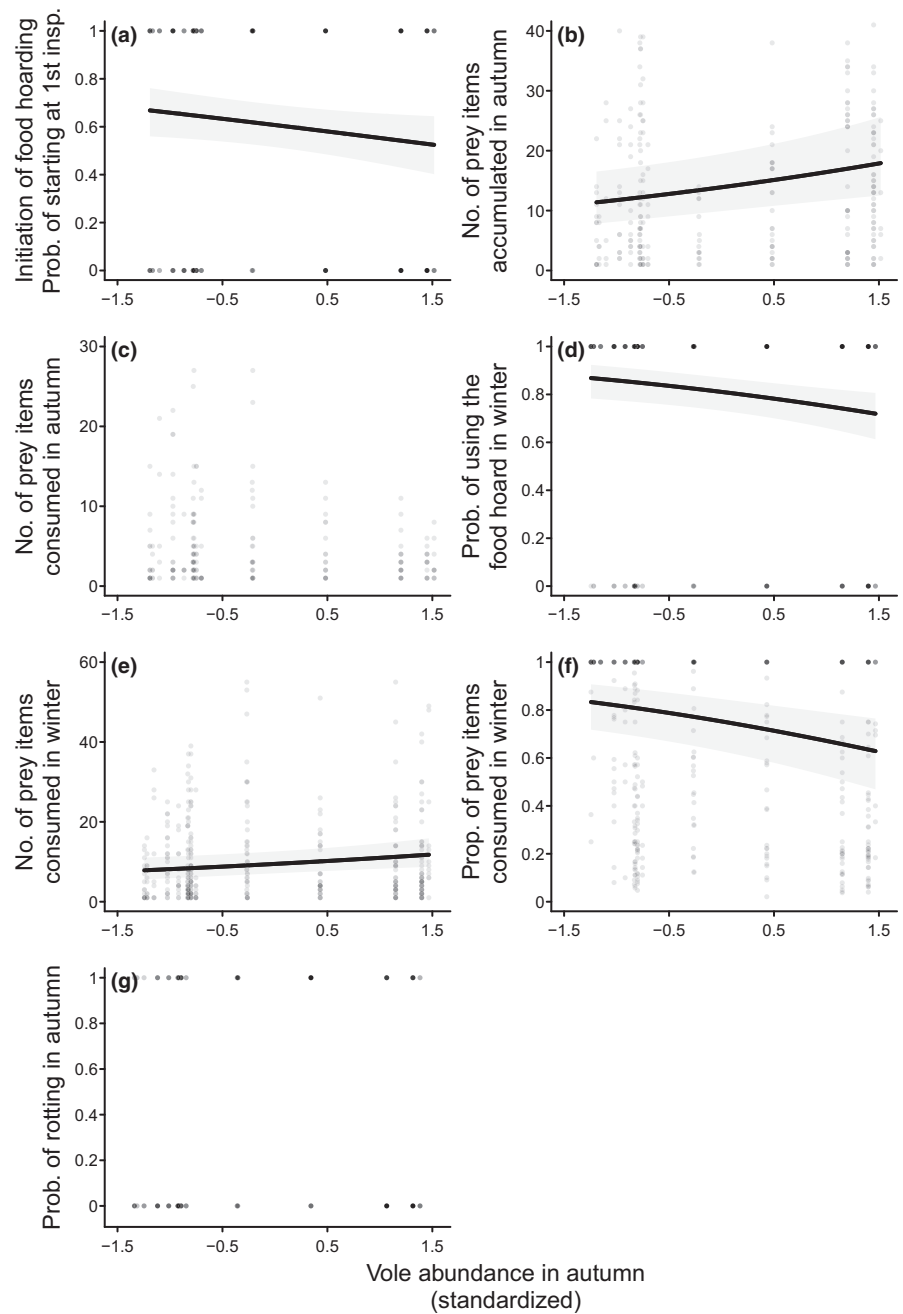 (a)
Initiation of food hoarding
Prob. of starting at 1st insp.
1
0.8
0.6
0.4
0.2
0
−1.5 −0.5 0.5 1.5
(b)
No. of prey items
accumulated in autumn
40
30
20
10
0
−1.5 −0.5 0.5 1.5
(c)
No. of prey items
consumed in autumn
30
20
10
0
−1.5 −0.5 0.5 1.5
(d)
Prob. of using the
food hoard in winter
1
0.8
0.6
0.4
0.2
0
−1.5 −0.5 0.5 1.5
(e)
No. of prey items
consumed in winter
60
40
20
0
−1.5 −0.5 0.5 1.5
(f)
Prop. of prey items
consumed in winter
1
0.8
0.6
0.4
0.2
0
−1.5 −0.5 0.5 1.5
(g)
Prob. of rotting in autumn
1
0.8
0.6
0.4
0.2
0
−1.5 −0.5 0.5 1.5
Vole abundance in autumn
(standardized)